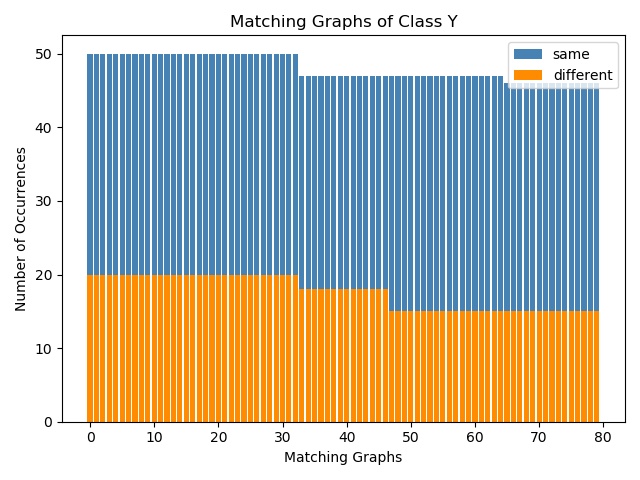 Matching Graphs of Class Y
same
different
Number of Occurrences
50
40
30
20
10
0
0 10 20 30 40 50 60 70 80
Matching Graphs